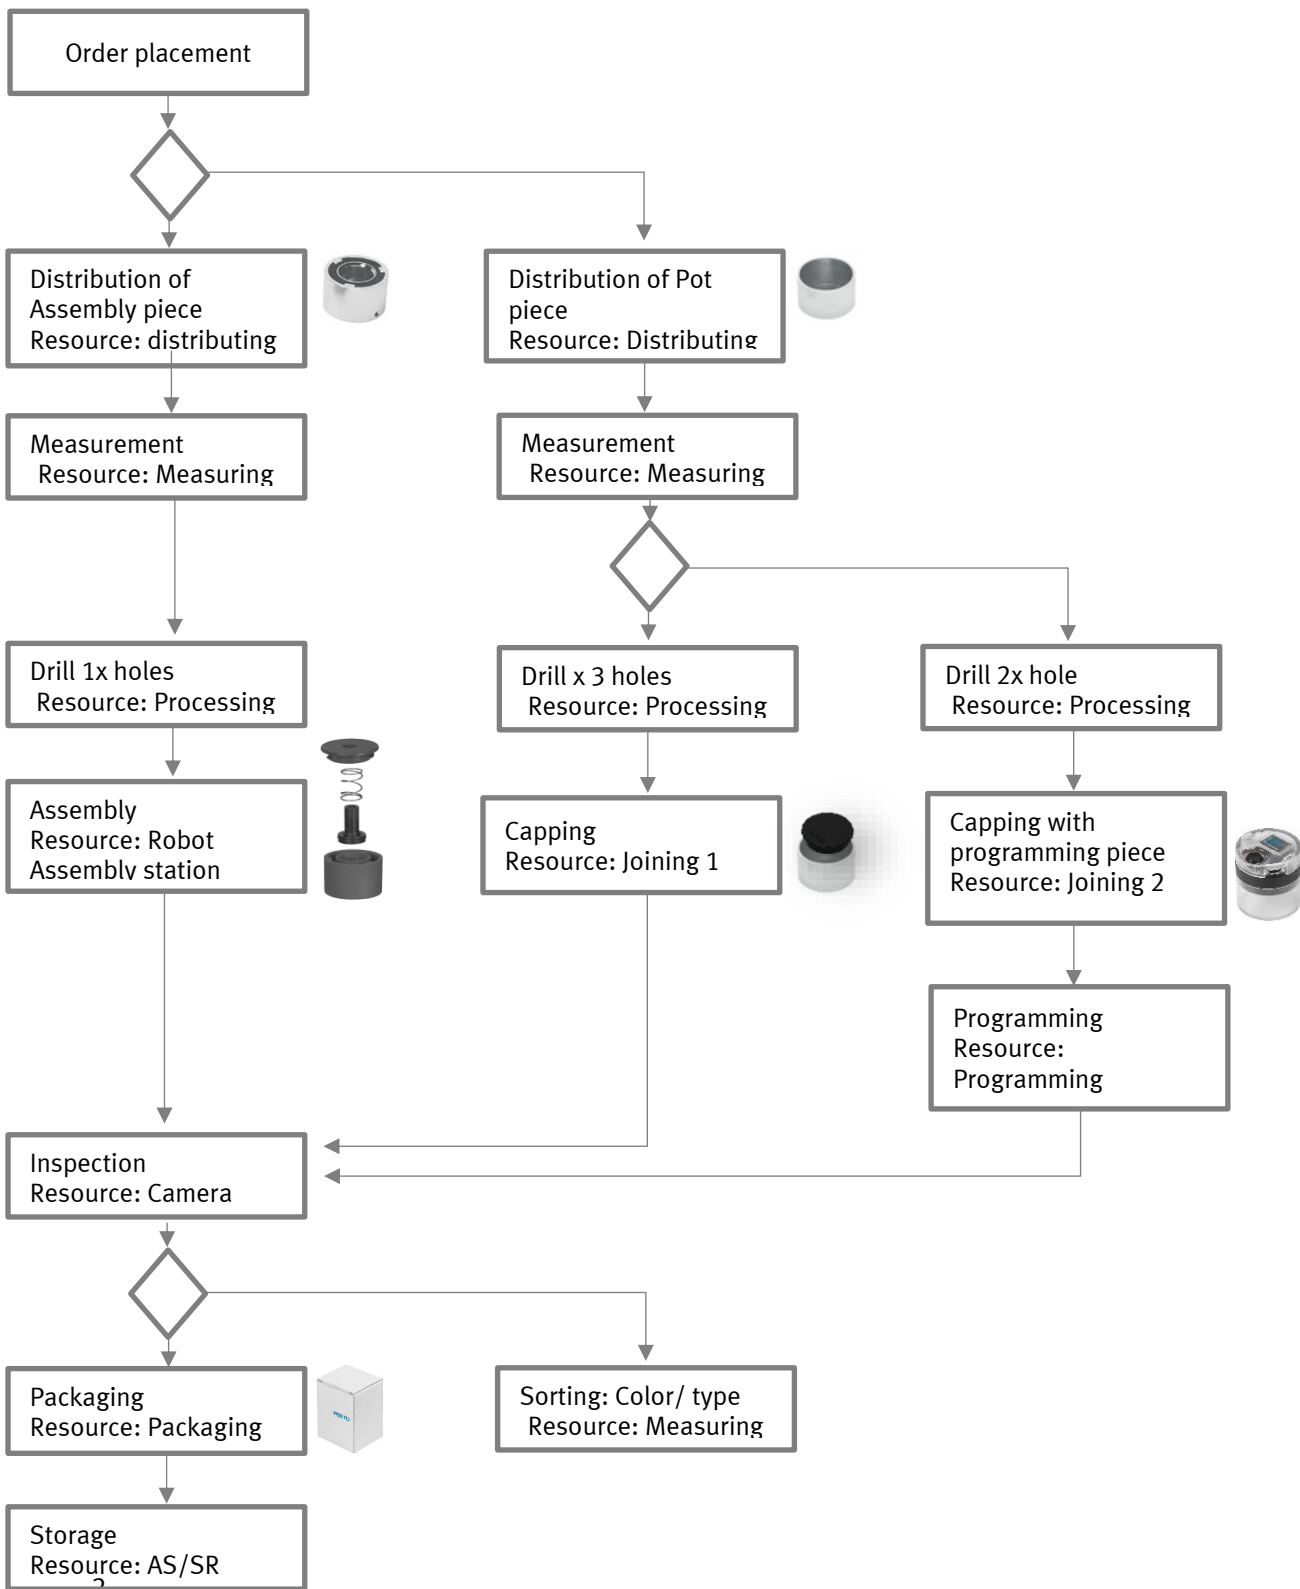 Order placement
Distribution of
Assembly piece
Resource: distributing
Distribution of Pot
piece
Resource: Distributing
Measurement
Resource: Measuring
Measurement
Resource: Measuring
Drill 1x holes
Resource: Processing
Drill x 3 holes
Resource: Processing
Drill 2x hole
Resource: Processing
Assembly
Resource: Robot
Assembly station
Capping
Resource: Joining 1
Capping with
programming piece
Resource: Joining 2
Programming
Resource:
Programming
Inspection
Resource: Camera
Packaging
Resource: Packaging
FESTO
Sorting: Color/ type
Resource: Measuring
Storage
Resource: AS/SR